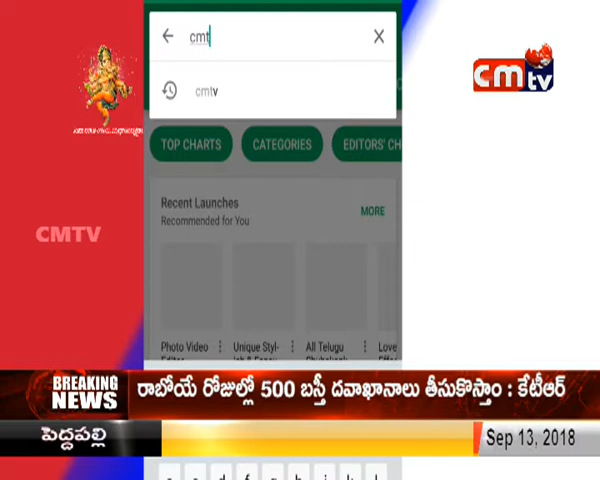 cmt
cmtv
cmtv
TOP CHARTS
CATEGORIES
EDITORS' CH
Recent Launches
Recommended for You
MORE
CMTV
Photo Video
Unique Styl-
All Telugu
Love
BREAKING
NEWS
రాబోయే రోజుల్లో 500 బస్తీ దవాఖానాలు తీసుకొస్తాం : కేటీఆర్
పెద్దపల్లి
Sep 13, 2018